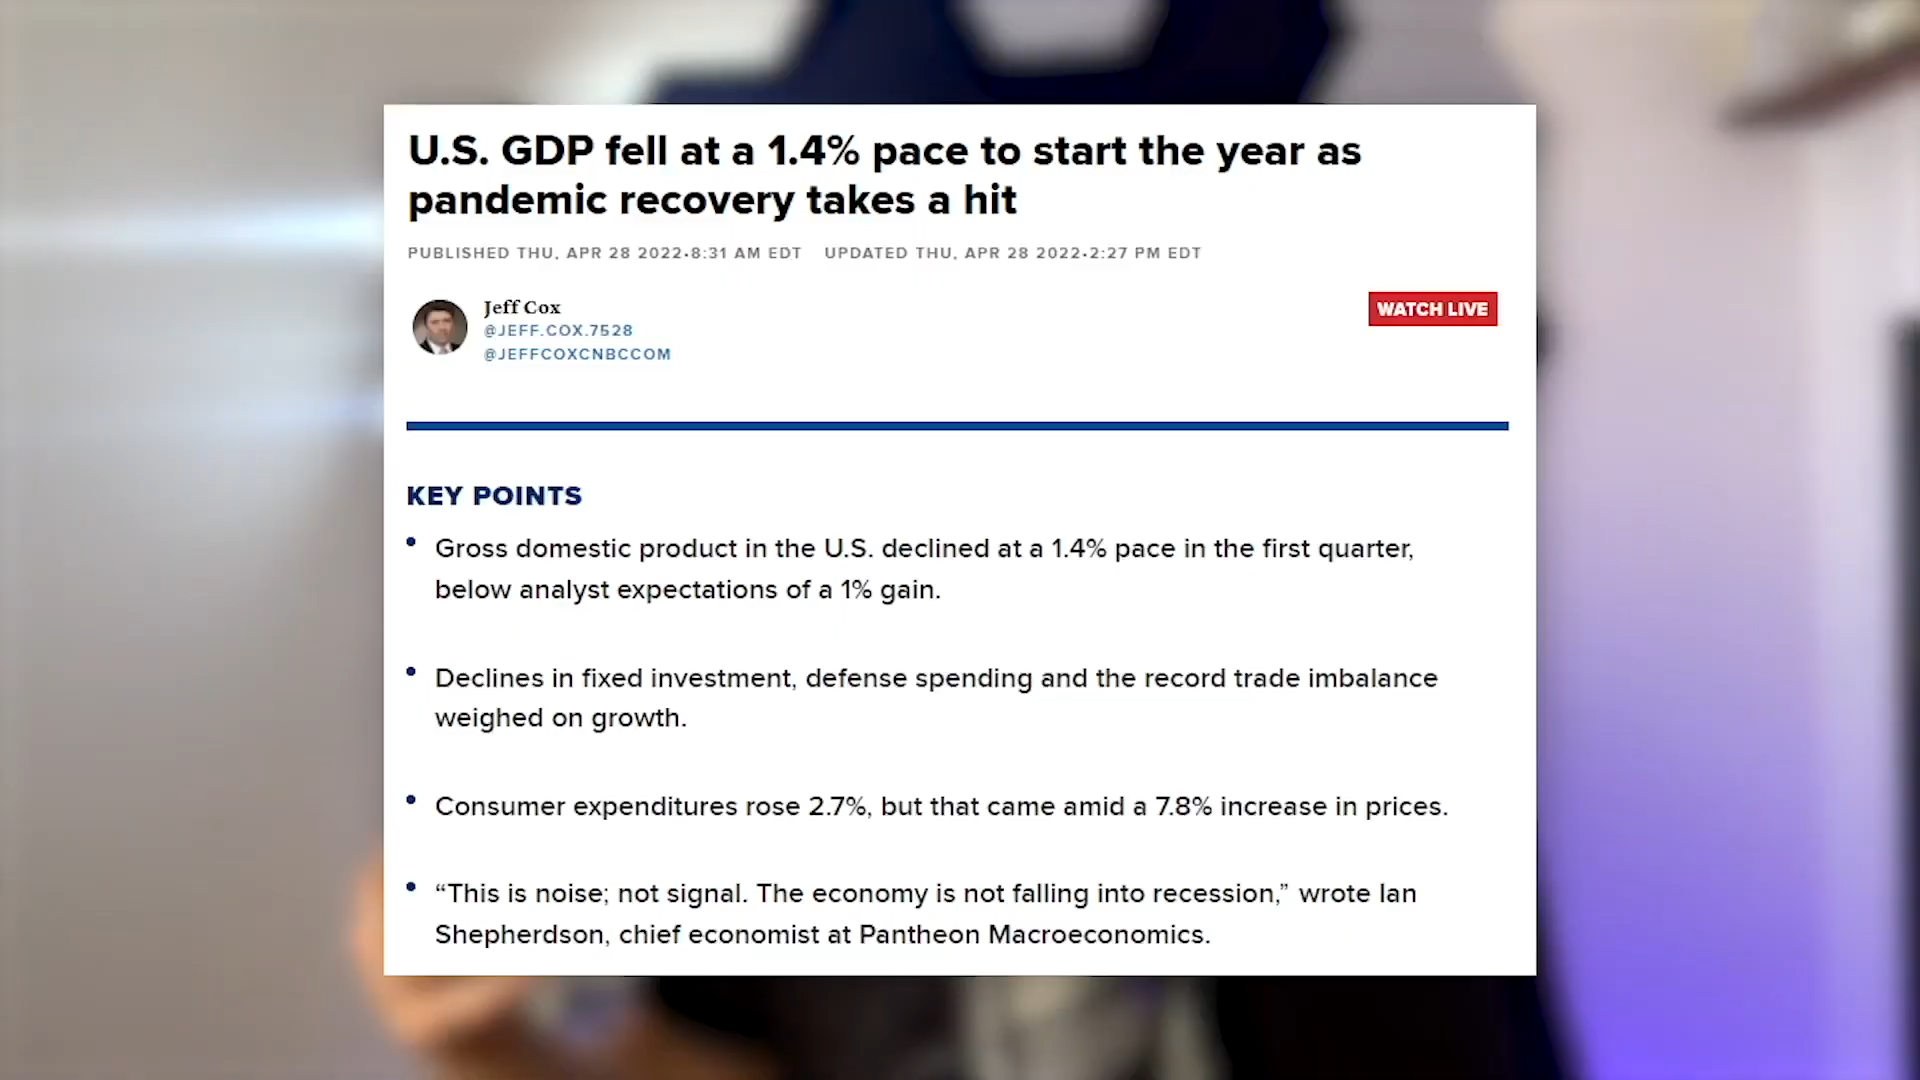 U.S. GDP fell at a 1.4% pace to start the year as
pandemic recovery takes a hit
PUBLISHED THU, APR 28 2022•8:31 AM EDT UPDATED THU, APR 28 2022•2:27 PM EDT
Jeff Cox
@JEFF.COX.7528
@JEFFCOXCNBCCOM
WATCH LIVE
KEY POINTS
• Gross domestic product in the U.S. declined at a 1.4% pace in the first quarter,
below analyst expectations of a 1% gain.
• Declines in fixed investment, defense spending and the record trade imbalance
weighed on growth.
• Consumer expenditures rose 2.7%, but that came amid a 7.8% increase in prices.
• “This is noise; not signal. The economy is not falling into recession,” wrote Ian
Shepherdson, chief economist at Pantheon Macroeconomics.